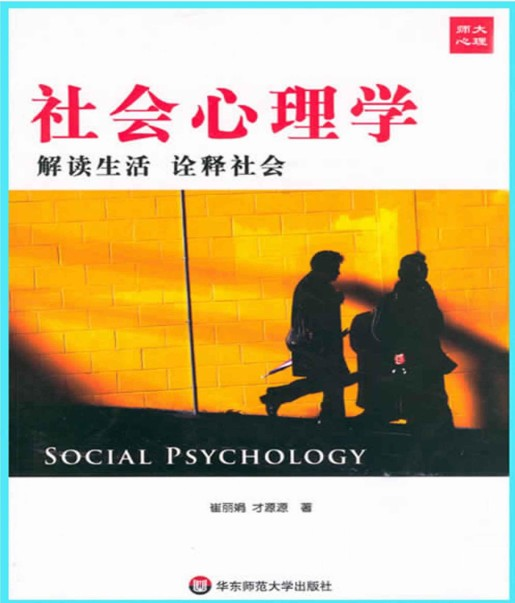 师大
心理
社会心理学
解读生活 诠释社会
SOCIAL PSYCHOLOGY
崔丽娟 才源源 著
华东师范大学出版社